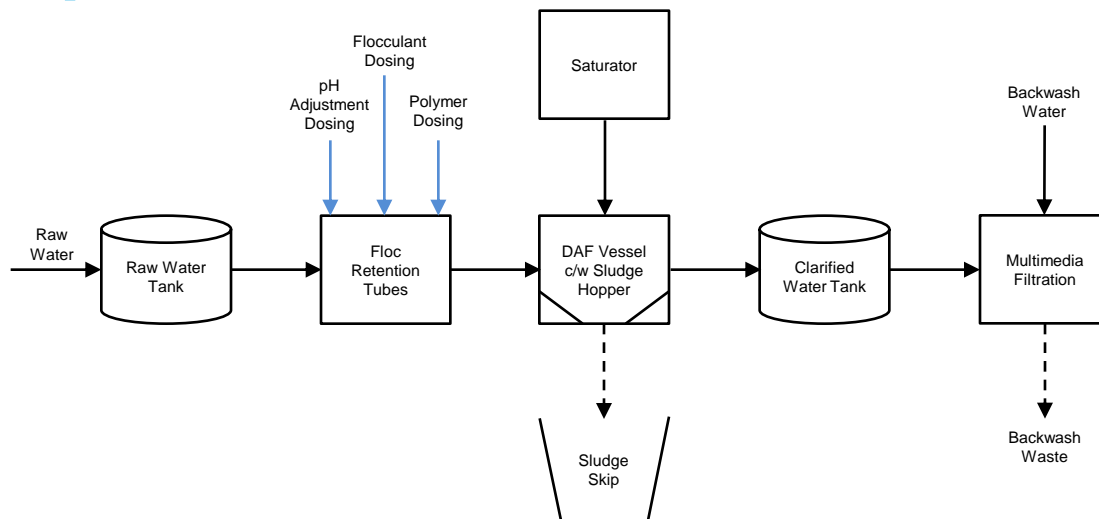 Flocculant
Dosing
pH
Adjustment
Dosing
Polymer
Dosing
Saturator
Backwash
Water
Raw
Water
Raw Water
Tank
Floc
Retention
Tubes
DAF Vessel
c/w Sludge
Hopper
Clarified
Water Tank
Multimedia
Filtration
Sludge
Skip
Backwash
Waste